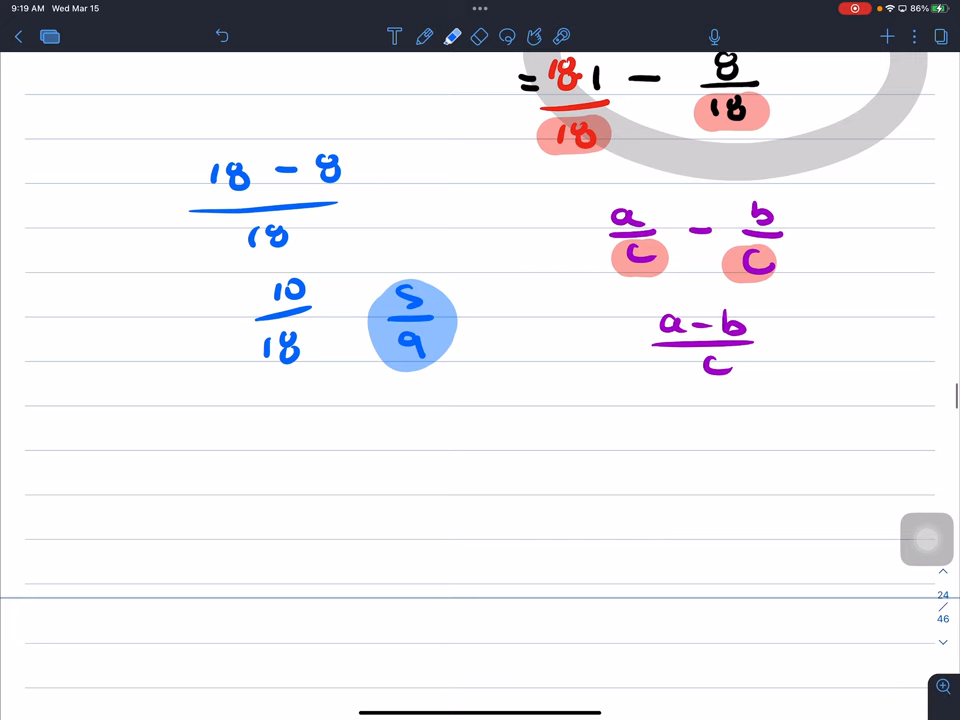 9:19 AM Wed Mar 15
86%
= 18·1/18 − 8/18
18 − 8
18
10/18 5/9
a/c − b/c
a − b
c
24
/
46